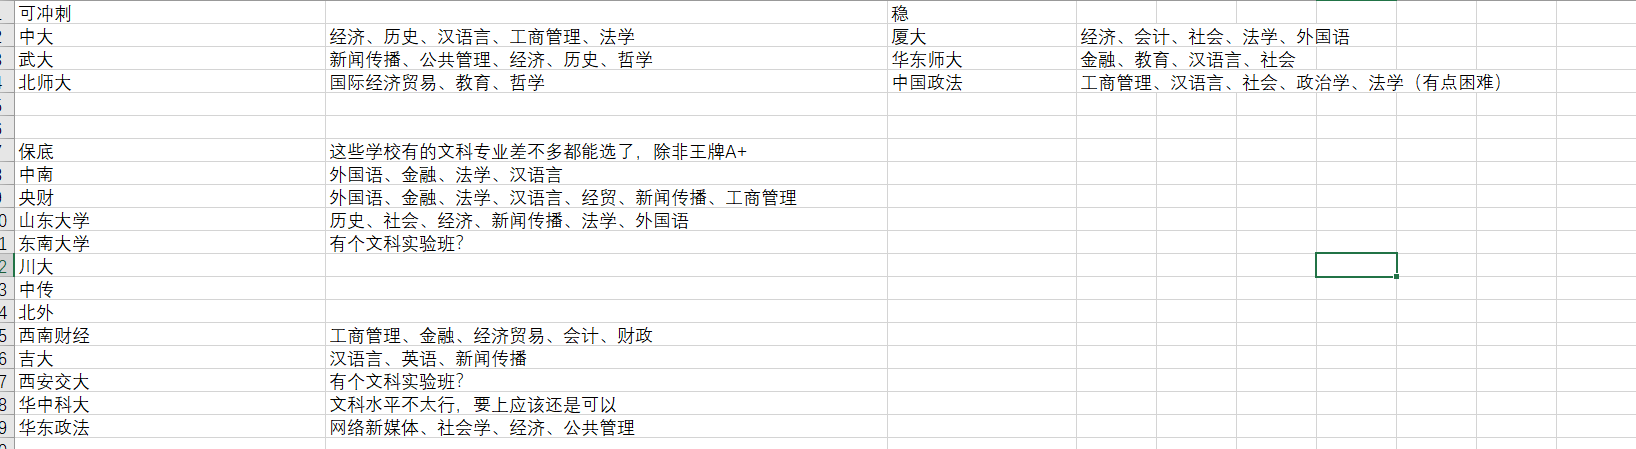 可冲刺 稳
中大 经济、历史、汉语言、工商管理、法学 厦大 经济、会计、社会、法学、外国语
武大 新闻传播、公共管理、经济、历史、哲学 华东师大 金融、教育、汉语言、社会
北师大 国际经济贸易、教育、哲学 中国政法 工商管理、汉语言、社会、政治学、法学（有点困难）
保底 这些学校有的文科专业差不多都能选了，除非王牌A+
中南 外国语、金融、法学、汉语言
央财 外国语、金融、法学、汉语言、经贸、新闻传播、工商管理
0 山东大学 历史、社会、经济、新闻传播、法学、外国语
1 东南大学 有个文科实验班？
2 川大
3 中传
4 北外
5 西南财经 工商管理、金融、经济贸易、会计、财政
6 吉大 汉语言、英语、新闻传播
7 西安交大 有个文科实验班？
8 华中科大 文科水平不太行，要上应该还是可以
9 华东政法 网络新媒体、社会学、经济、公共管理